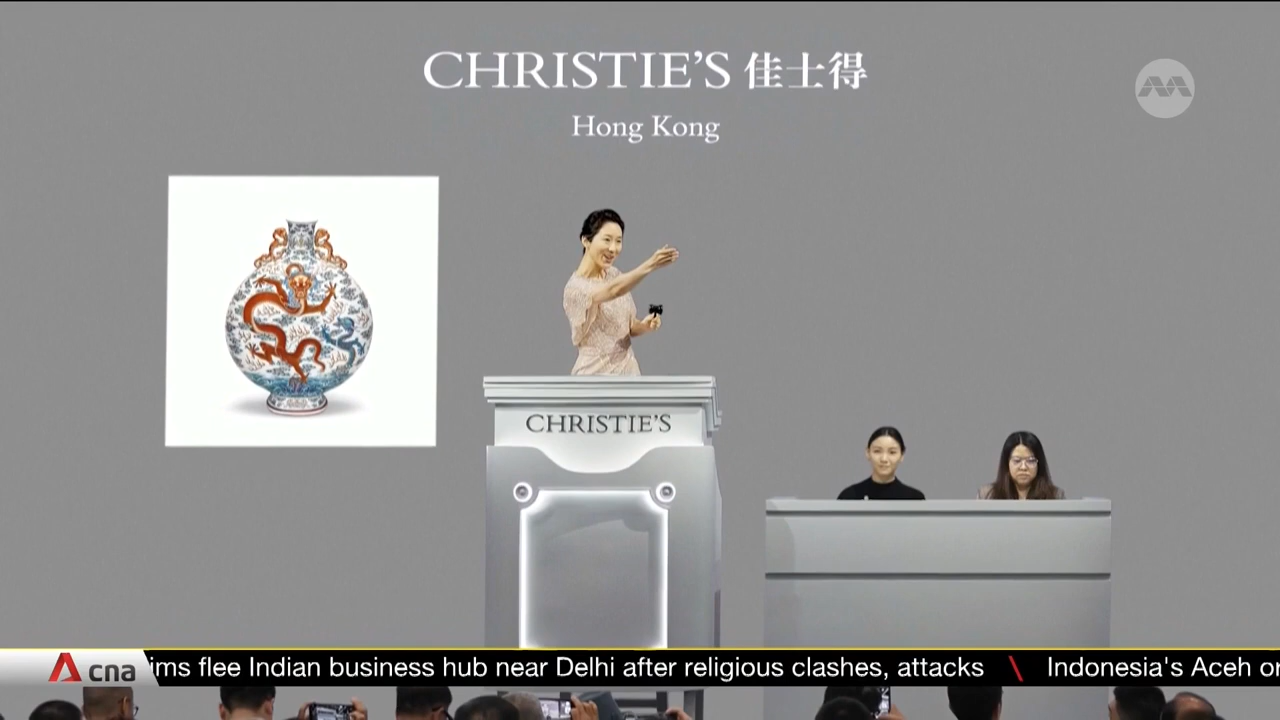 CHRISTIE'S 佳士得
Hong Kong
CHRISTIE'S
cna
ims flee Indian business hub near Delhi after religious clashes, attacks \ Indonesia's Aceh or